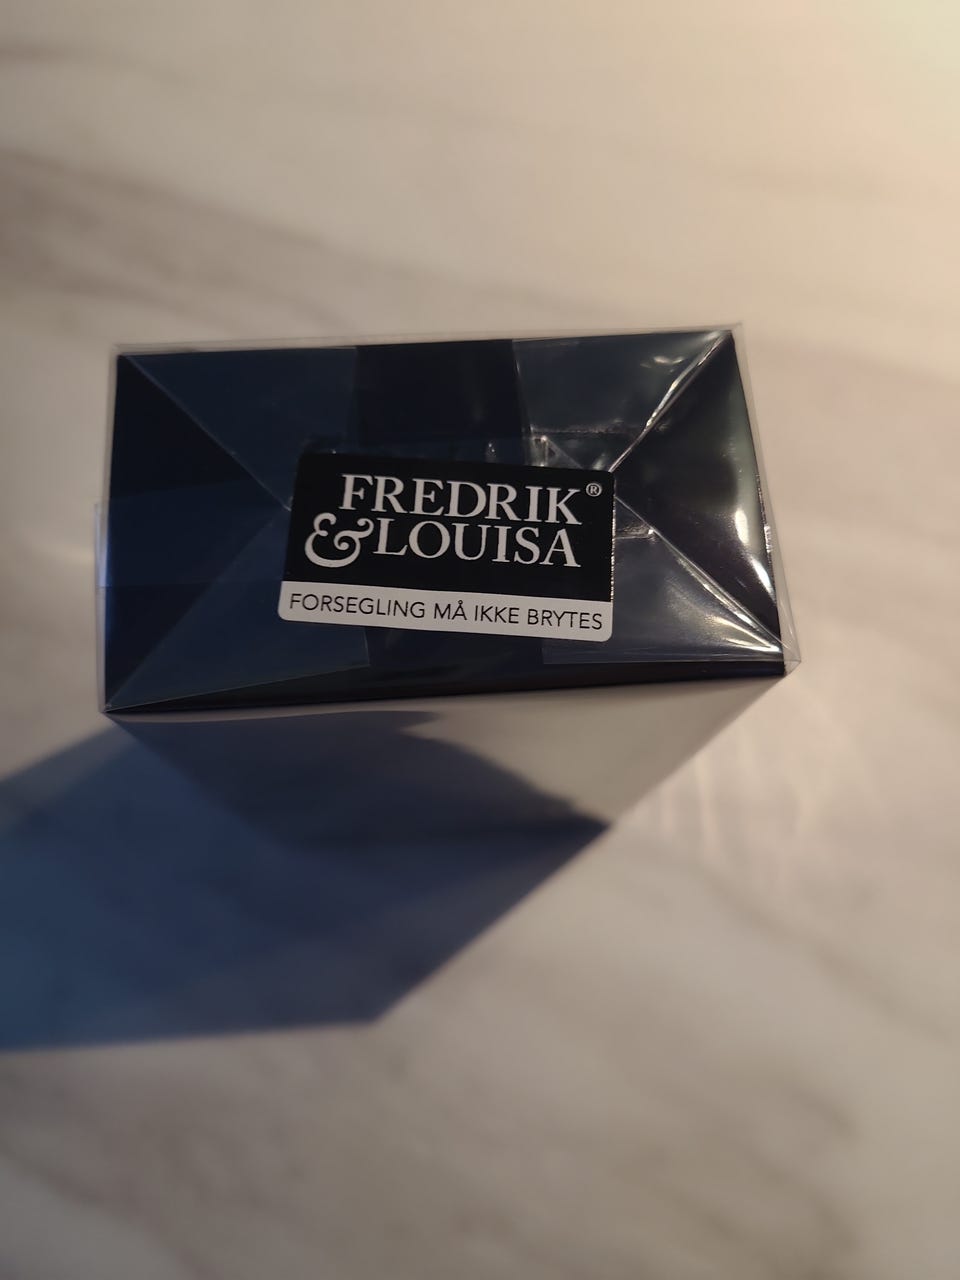 FREDRIK®
&LOUISA
FORSEGLING MÅ IKKE BRYTES